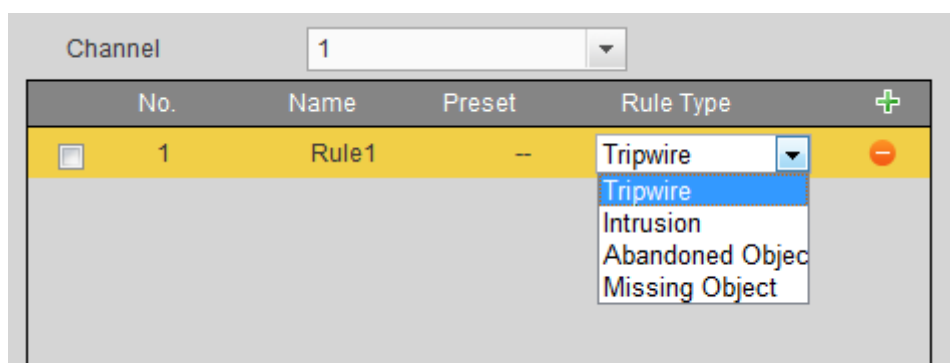 Channel 1
No. Name Preset Rule Type
1 Rule1 -- Tripwire
Tripwire
Intrusion
Abandoned Objec
Missing Object